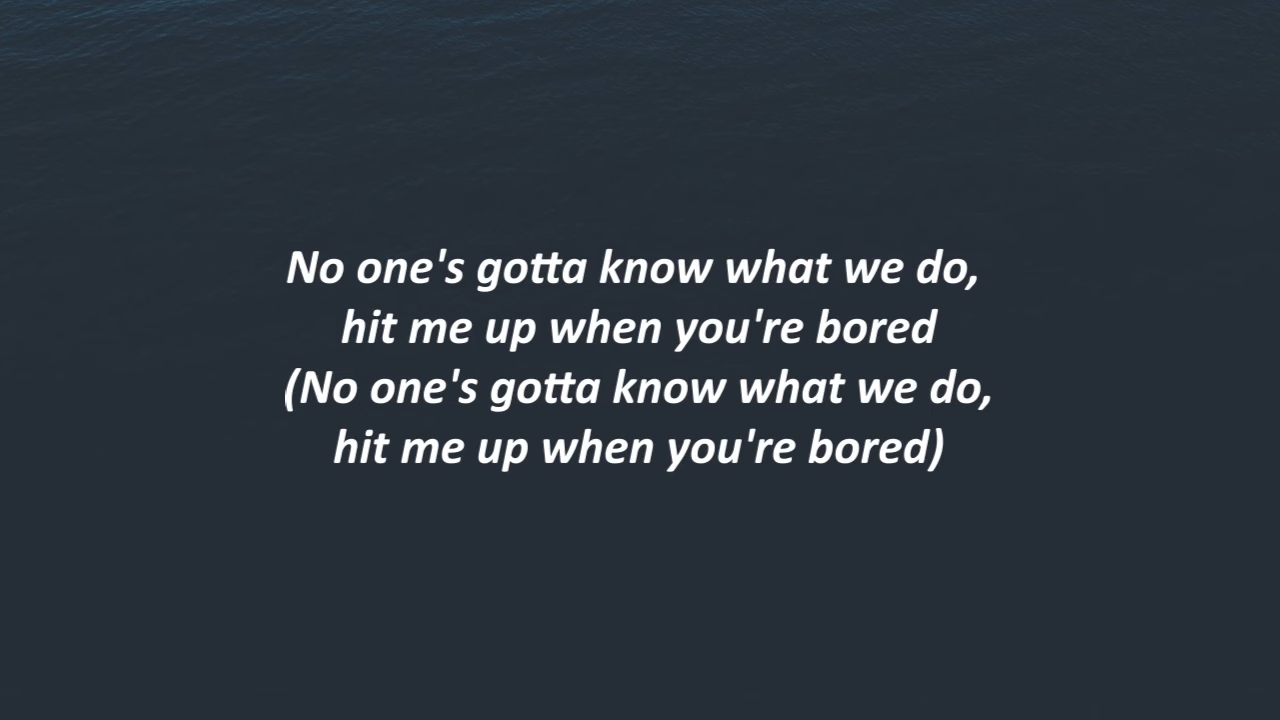 No one's gotta know what we do,
hit me up when you're bored
(No one's gotta know what we do,
hit me up when you're bored)